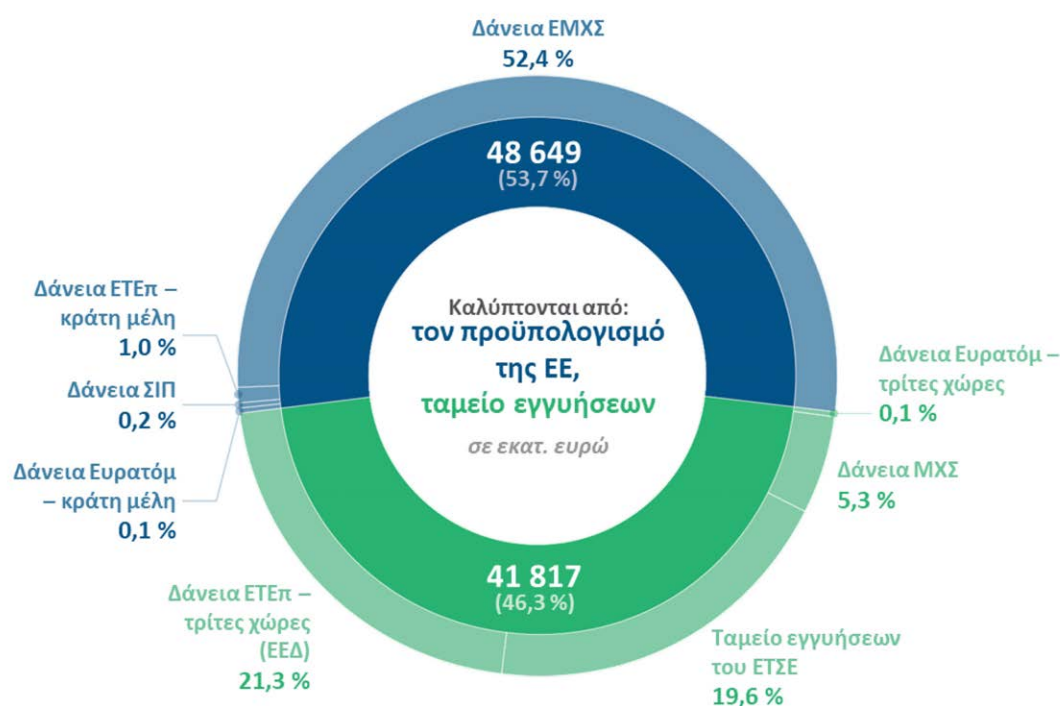 Δάνεια ΕΜΧΣ
52,4 %
48 649
(53,7 %)
Δάνεια ΕΤΕπ –
κράτη μέλη
1,0 %
Δάνεια ΣΙΠ
0,2 %
Δάνεια Ευρατόμ
– κράτη μέλη
0,1 %
Καλύπτονται από:
τον προϋπολογισμό
της ΕΕ,
ταμείο εγγυήσεων
σε εκατ. ευρώ
Δάνεια Ευρατόμ –
τρίτες χώρες
0,1 %
Δάνεια ΜΧΣ
5,3 %
41 817
(46,3 %)
Δάνεια ΕΤΕπ –
τρίτες χώρες
(ΕΕΔ)
21,3 %
Ταμείο εγγυήσεων
του ΕΤΣΕ
19,6 %